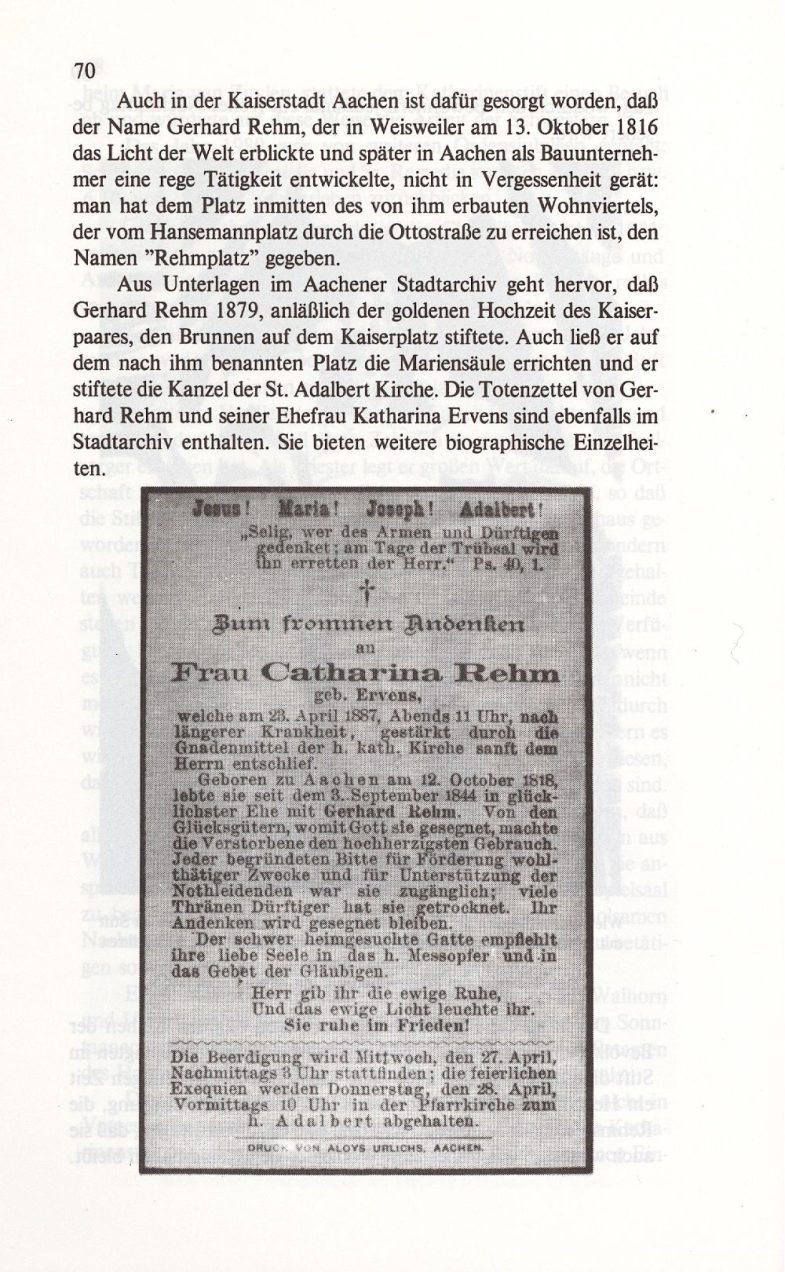 70
Auch in der Kaiserstadt Aachen ist dafür gesorgt worden, daß
der Name Gerhard Rehm, der in Weisweiler am 13. Oktober 1816
das Licht der Welt erblickte und später in Aachen als Bauunterneh-
mer eine rege Tätigkeit entwickelte, nicht in Vergessenheit gerät:
man hat dem Platz inmitten des von ihm erbauten Wohnviertels,
der vom Hansemannplatz durch die Ottostraße zu erreichen ist, den
Namen ”Rehmplatz” gegeben.
Aus Unterlagen im Aachener Stadtarchiv geht hervor, daß
Gerhard Rehm 1879, anläßlich der goldenen Hochzeit des Kaiser-
paares, den Brunnen auf dem Kaiserplatz stiftete. Auch ließ er auf
dem nach ihm benannten Platz die Mariensäule errichten und er
stiftete die Kanzel der St. Adalbert Kirche. Die Totenzettel von Ger-
hard Rehm und seiner Ehefrau Katharina Ervens sind ebenfalls im
Stadtarchiv enthalten. Sie bieten weitere biographische Einzelhei-
ten.
Jesus! Maria! Joseph! Adalbert!
„Selig, wer des Armen und Dürftigen
gedenket; am Tage der Trübsal wird
ihn erretten der Herr.“ Ps. 40, 1.
†
Zum frommen Andenken
an
Frau Catharina Rehm
geb. Ervens,
welche am 23. April 1887, Abends 11 Uhr, nach
längerer Krankheit, gestärkt durch die
Gnadenmittel der h. kath. Kirche sanft dem
Herrn entschlief.
Geboren zu Aachen am 12. October 1818,
lebte sie seit dem 3. September 1844 in glück-
lichster Ehe mit Gerhard Rehm. Von den
Glücksgütern, womit Gott sie gesegnet, machte
die Verstorbene den hochherzigsten Gebrauch.
Jeder begründeten Bitte für Förderung wohl-
thätiger Zwecke und für Unterstützung der
Nothleidenden war sie zugänglich; viele
Thränen Dürftiger hat sie getrocknet. Ihr
Andenken wird gesegnet bleiben.
Der schwer heimgesuchte Gatte empfiehlt
ihre liebe Seele in das h. Messopfer und in
das Gebet der Gläubigen.
Herr gib ihr die ewige Ruhe,
Und das ewige Licht leuchte ihr.
Sie ruhe im Frieden!
Die Beerdigung wird Mittwoch, den 27. April,
Nachmittags 3 Uhr stattfinden; die feierlichen
Exequien werden Donnerstag, den 28. April,
Vormittags 10 Uhr in der Pfarrkirche zum
h. Adalbert abgehalten.
DRUCK VON ALOYS URLICHS, AACHEN.